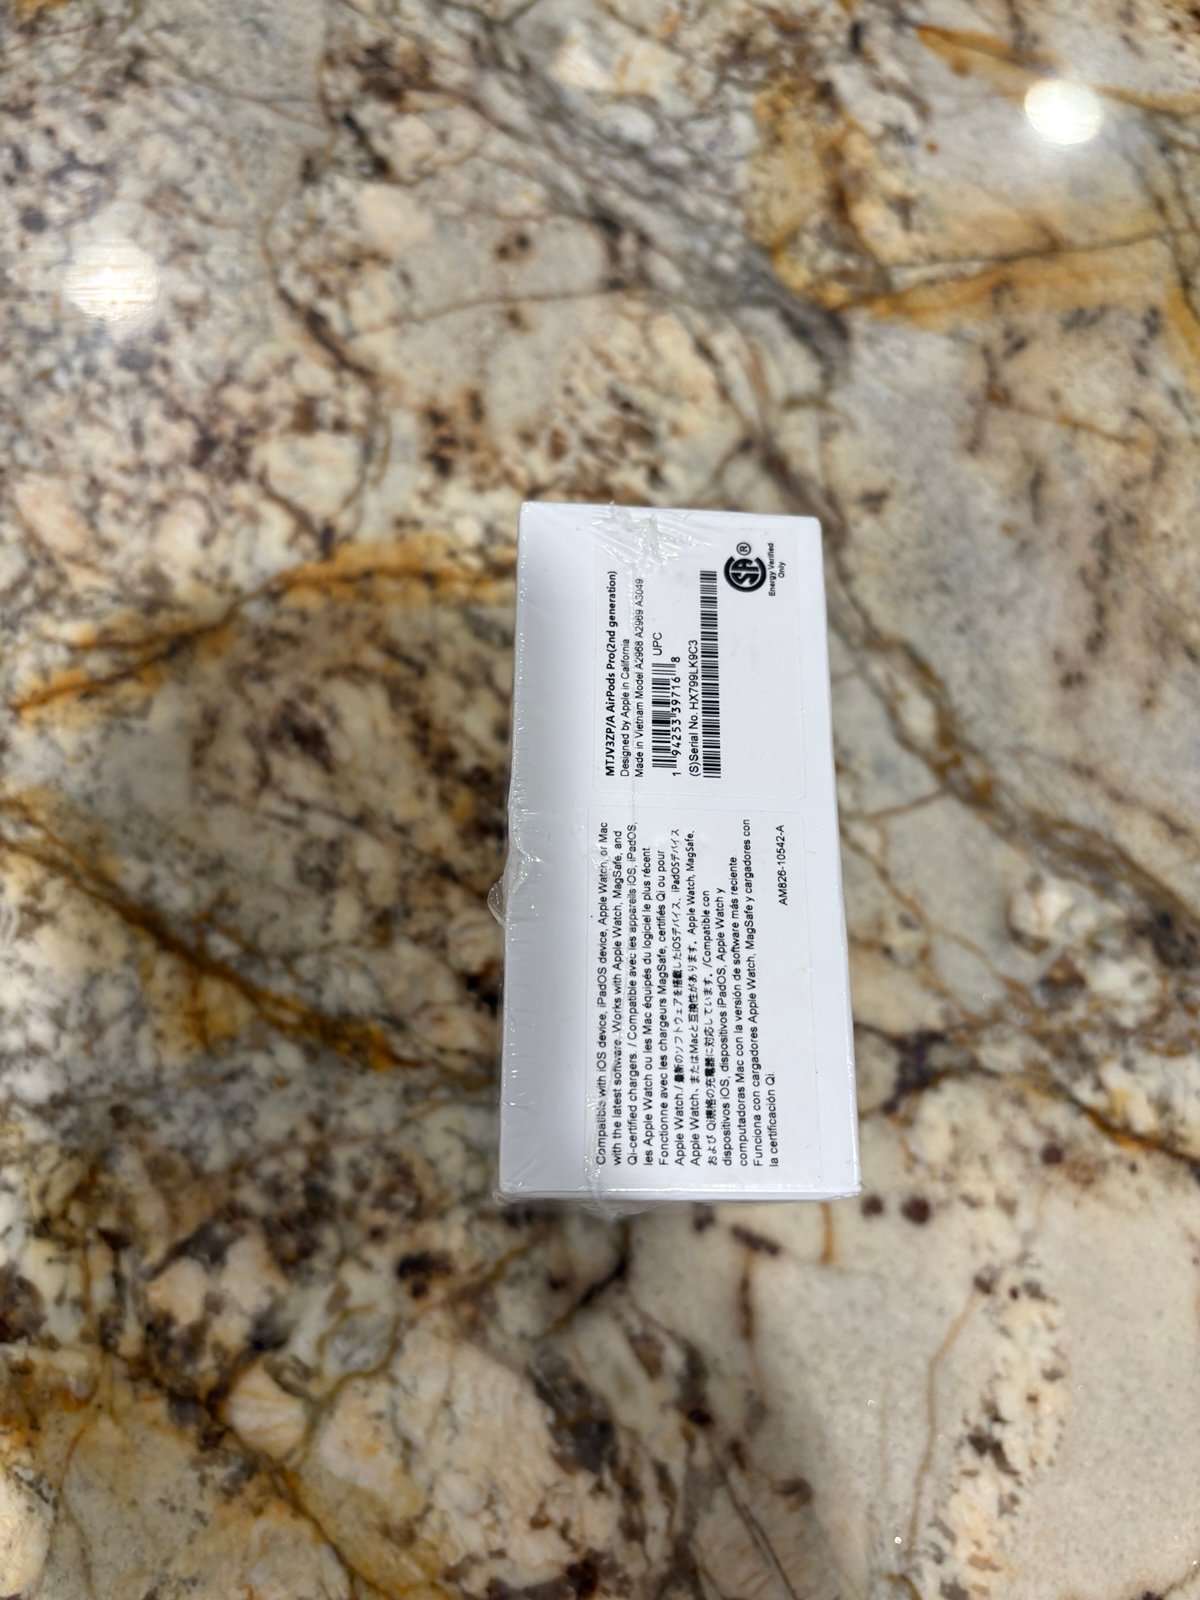 MTJV3ZP/A AirPods Pro(2nd generation)
Designed by Apple in California
Made in Vietnam Model A2968 A2969 A3049
UPC
1 94253 39716 8
(S)Serial No. HX799LK9C3
SA ®
Energy Verified
Only
Compatible with iOS device, iPadOS device, Apple Watch, or Mac
with the latest software. Works with Apple Watch, MagSafe, and
Qi-certified chargers. / Compatible avec les appareils iOS, iPadOS,
les Apple Watch ou les Mac équipés du logiciel le plus récent.
Fonctionne avec les chargeurs MagSafe, certifiés Qi ou pour
Apple Watch./ 最新のソフトウェアを搭載したiOSデバイス、iPadOSデバイス
Apple Watch、またはMacと互換性があります。Apple Watch, MagSafe,
および Qi規格の充電器に対応しています。/Compatible con
dispositivos iOS, dispositivos iPadOS, Apple Watch y
computadoras Mac con la versión de software más reciente.
Funciona con cargadores Apple Watch, MagSafe y cargadores con
la certificación Qi.
AM826-10542-A